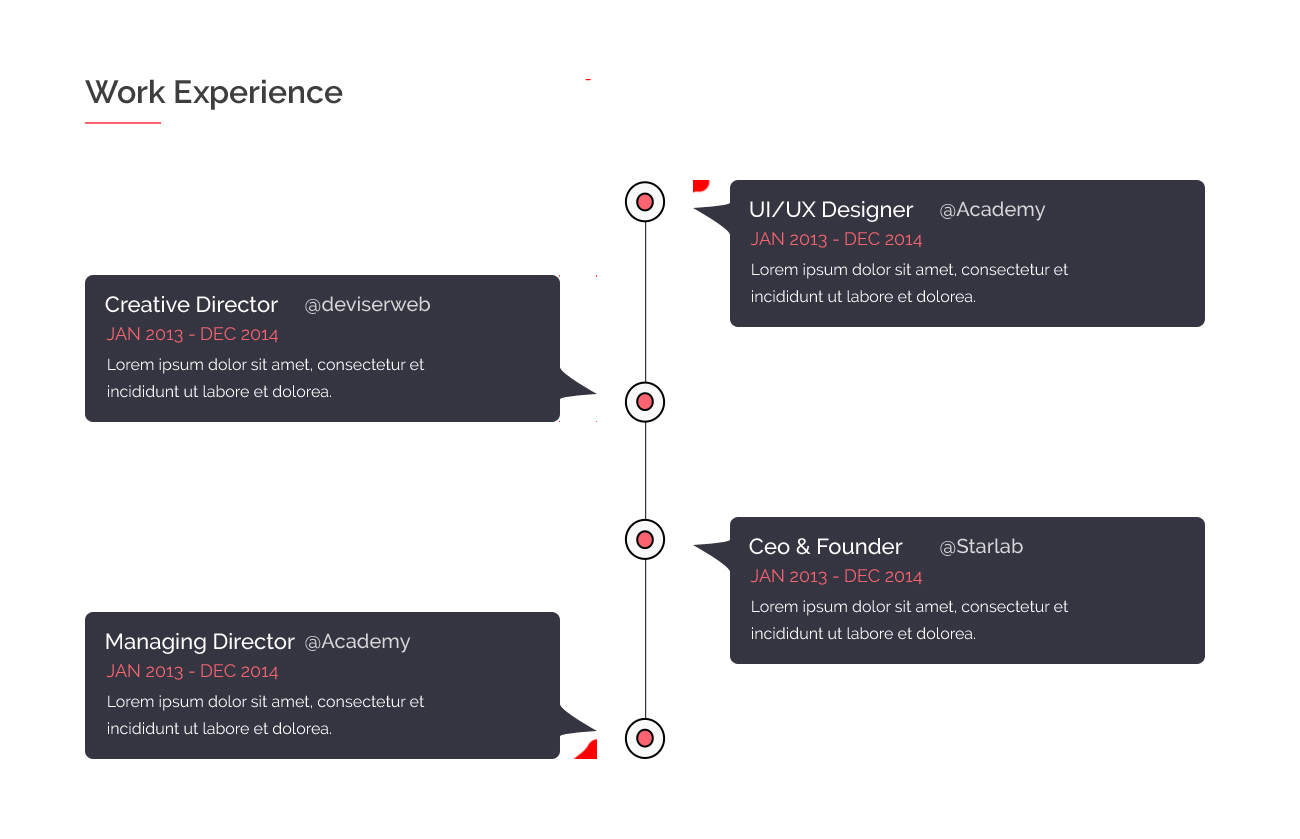 Work Experience
UI/UX Designer @Academy
JAN 2013 - DEC 2014
Lorem ipsum dolor sit amet, consectetur et
incididunt ut labore et dolorea.
Creative Director @deviserweb
JAN 2013 - DEC 2014
Lorem ipsum dolor sit amet, consectetur et
incididunt ut labore et dolorea.
Ceo & Founder @Starlab
JAN 2013 - DEC 2014
Lorem ipsum dolor sit amet, consectetur et
incididunt ut labore et dolorea.
Managing Director @Academy
JAN 2013 - DEC 2014
Lorem ipsum dolor sit amet, consectetur et
incididunt ut labore et dolorea.